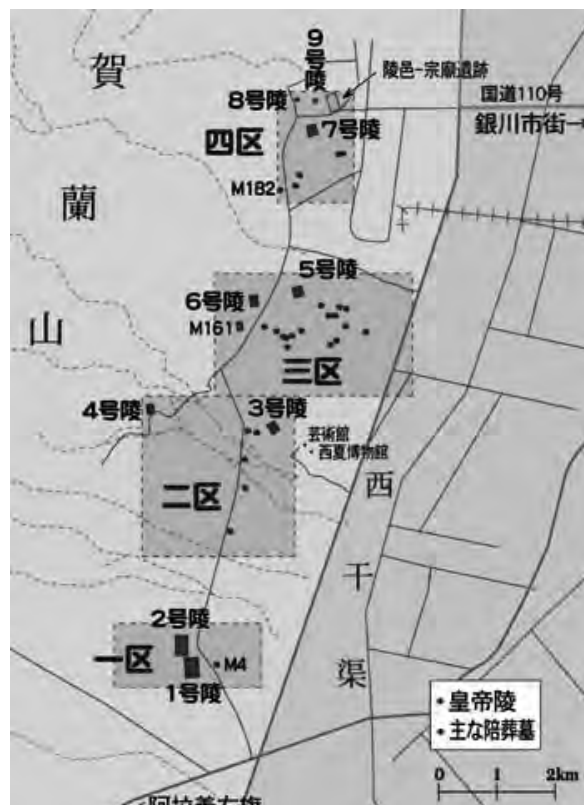 賀蘭山
9号陵
陵邑-宗廟遺跡
8号陵
国道110号
7号陵
銀川市街
四区
M182
5号陵
6号陵
M161
三区
4号陵
3号陵
芸術館
西夏博物館
二区
西干渠
2号陵
一区
M4
1号陵
皇帝陵
主な陪葬墓
0 1 2km